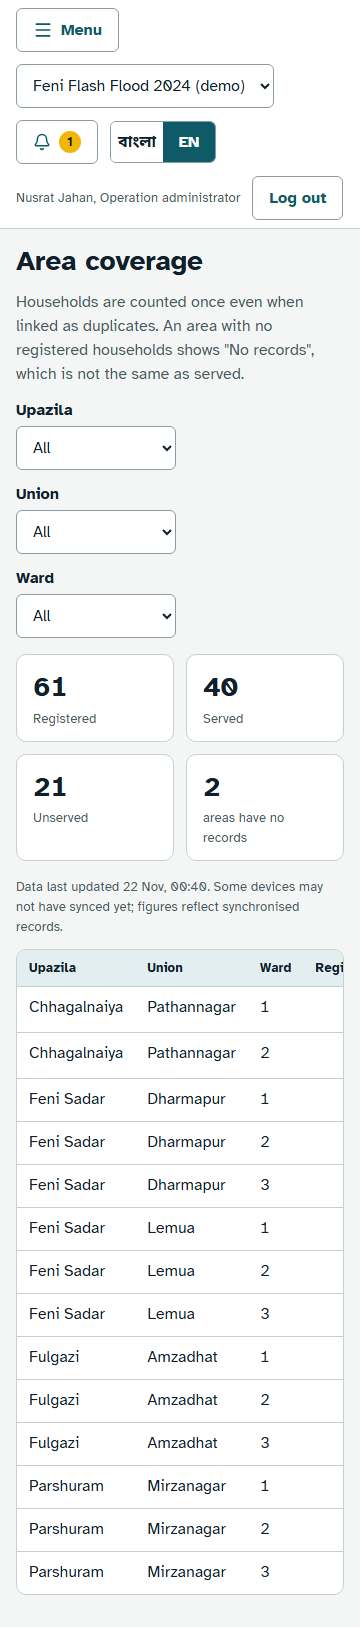 Menu
Feni Flash Flood 2024 (demo)
1
বাংলা EN
Nusrat Jahan, Operation administrator Log out
Area coverage
Households are counted once even when
linked as duplicates. An area with no
registered households shows "No records",
which is not the same as served.
Upazila
All
Union
All
Ward
All
61 40
Registered Served
21 2
Unserved areas have no
records
Data last updated 22 Nov, 00:40. Some devices may
not have synced yet; figures reflect synchronised
records.
Upazila Union Ward Regi
Chhagalnaiya Pathannagar 1
Chhagalnaiya Pathannagar 2
Feni Sadar Dharmapur 1
Feni Sadar Dharmapur 2
Feni Sadar Dharmapur 3
Feni Sadar Lemua 1
Feni Sadar Lemua 2
Feni Sadar Lemua 3
Fulgazi Amzadhat 1
Fulgazi Amzadhat 2
Fulgazi Amzadhat 3
Parshuram Mirzanagar 1
Parshuram Mirzanagar 2
Parshuram Mirzanagar 3